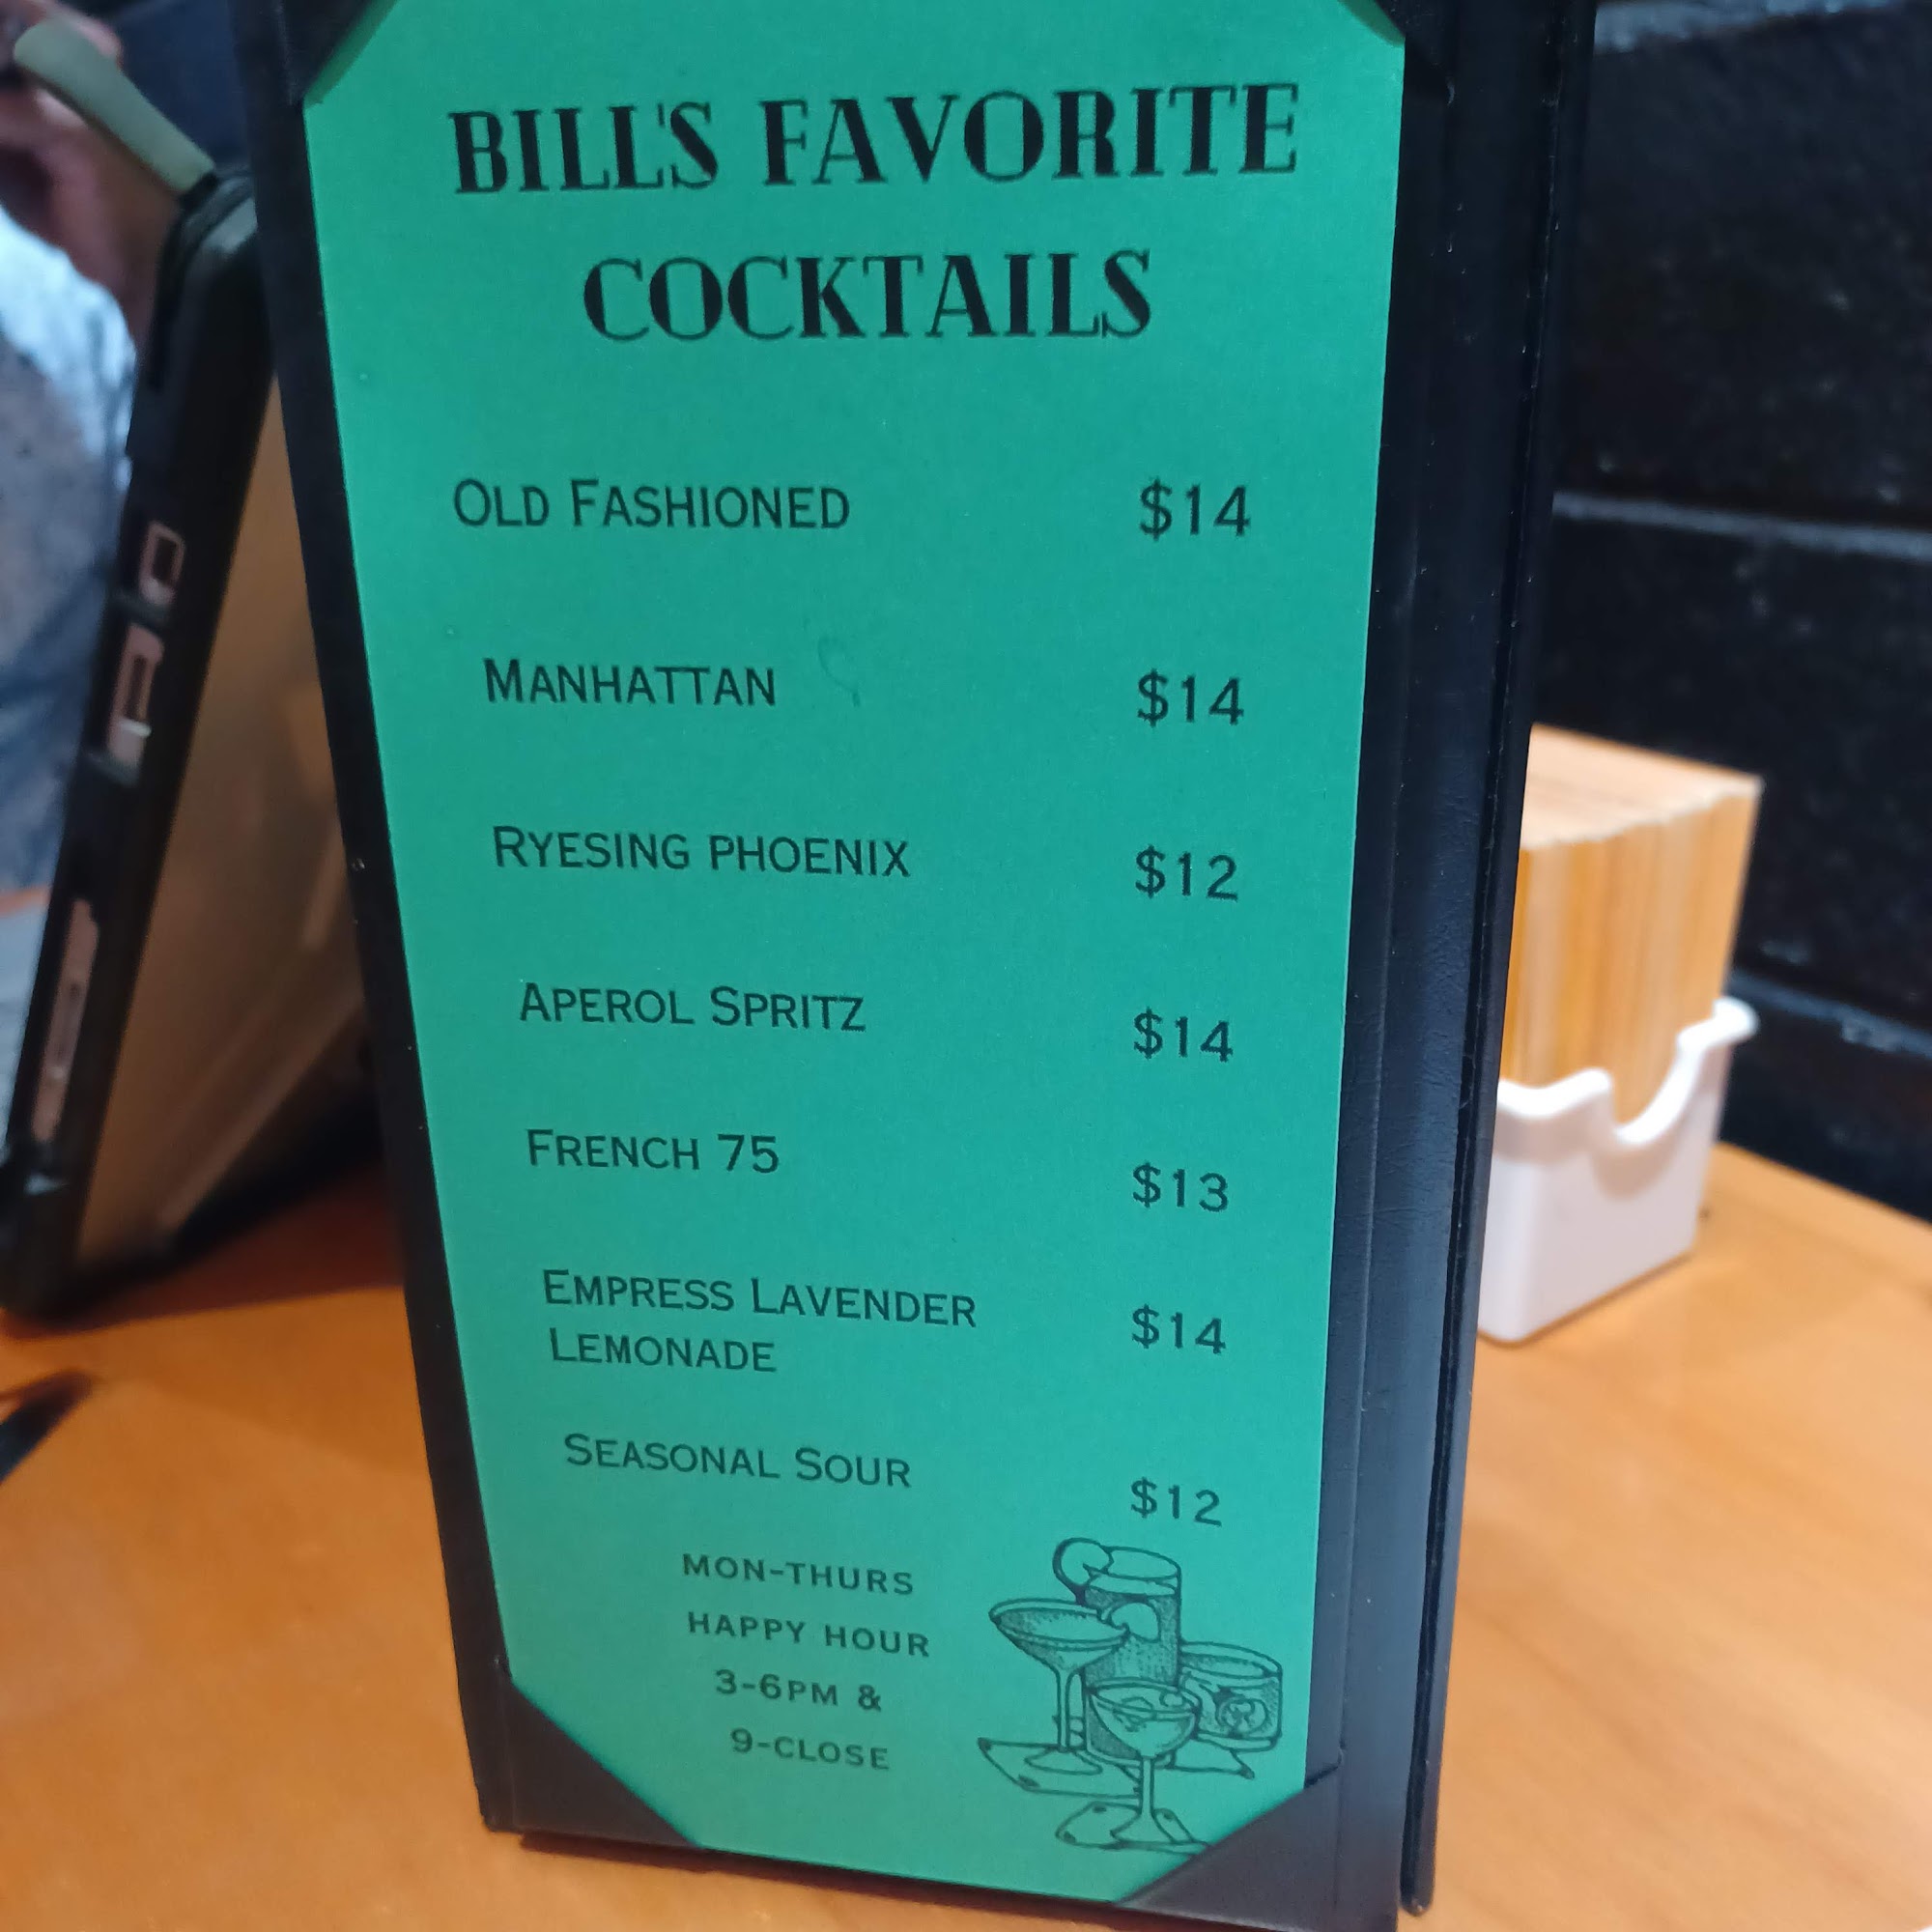 BILL'S FAVORITE
COCKTAILS
OLD FASHIONED $14
MANHATTAN $14
RYESING PHOENIX $12
APEROL SPRITZ $14
FRENCH 75 $13
EMPRESS LAVENDER
LEMONADE $14
SEASONAL SOUR $12
MON-THURS
HAPPY HOUR
3-6PM &
9-CLOSE